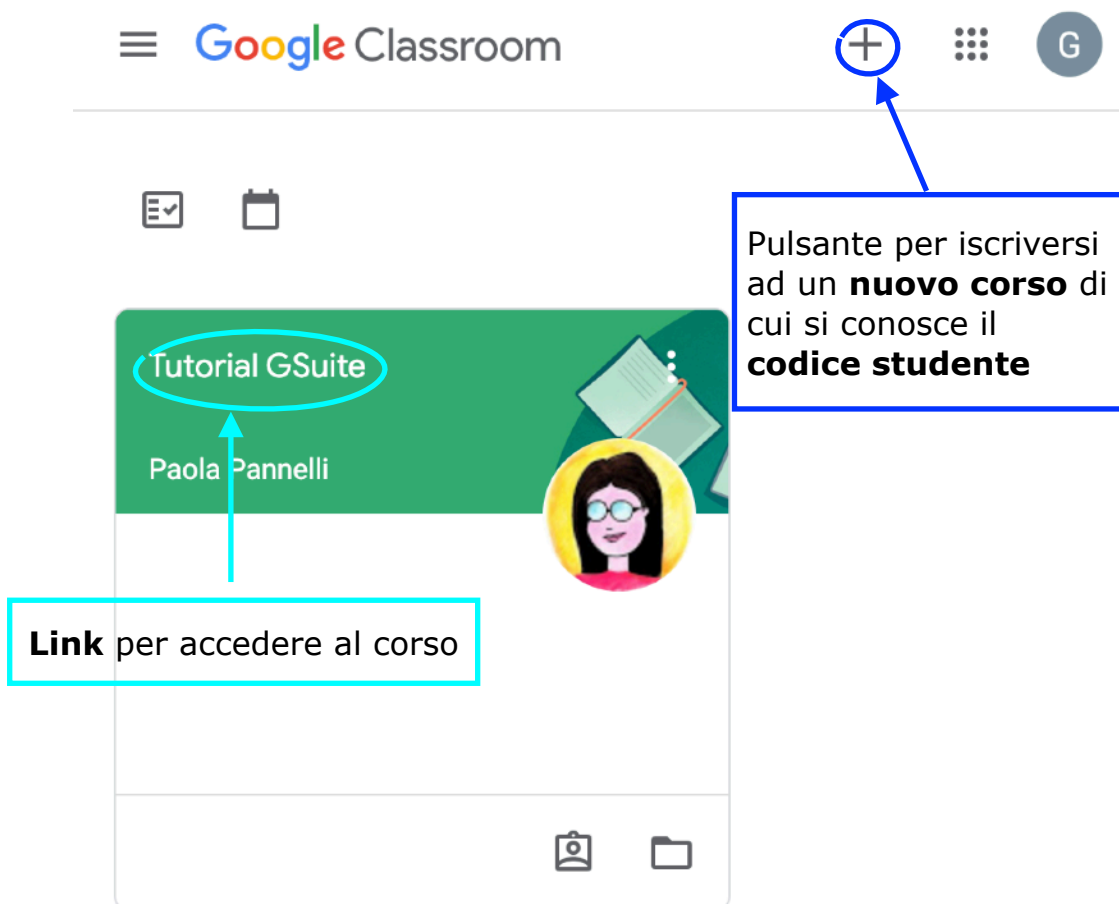 Google Classroom
G
Pulsante per iscriversi
ad un nuovo corso di
cui si conosce il
codice studente
Tutorial GSuite
Paola Pannelli
Link per accedere al corso